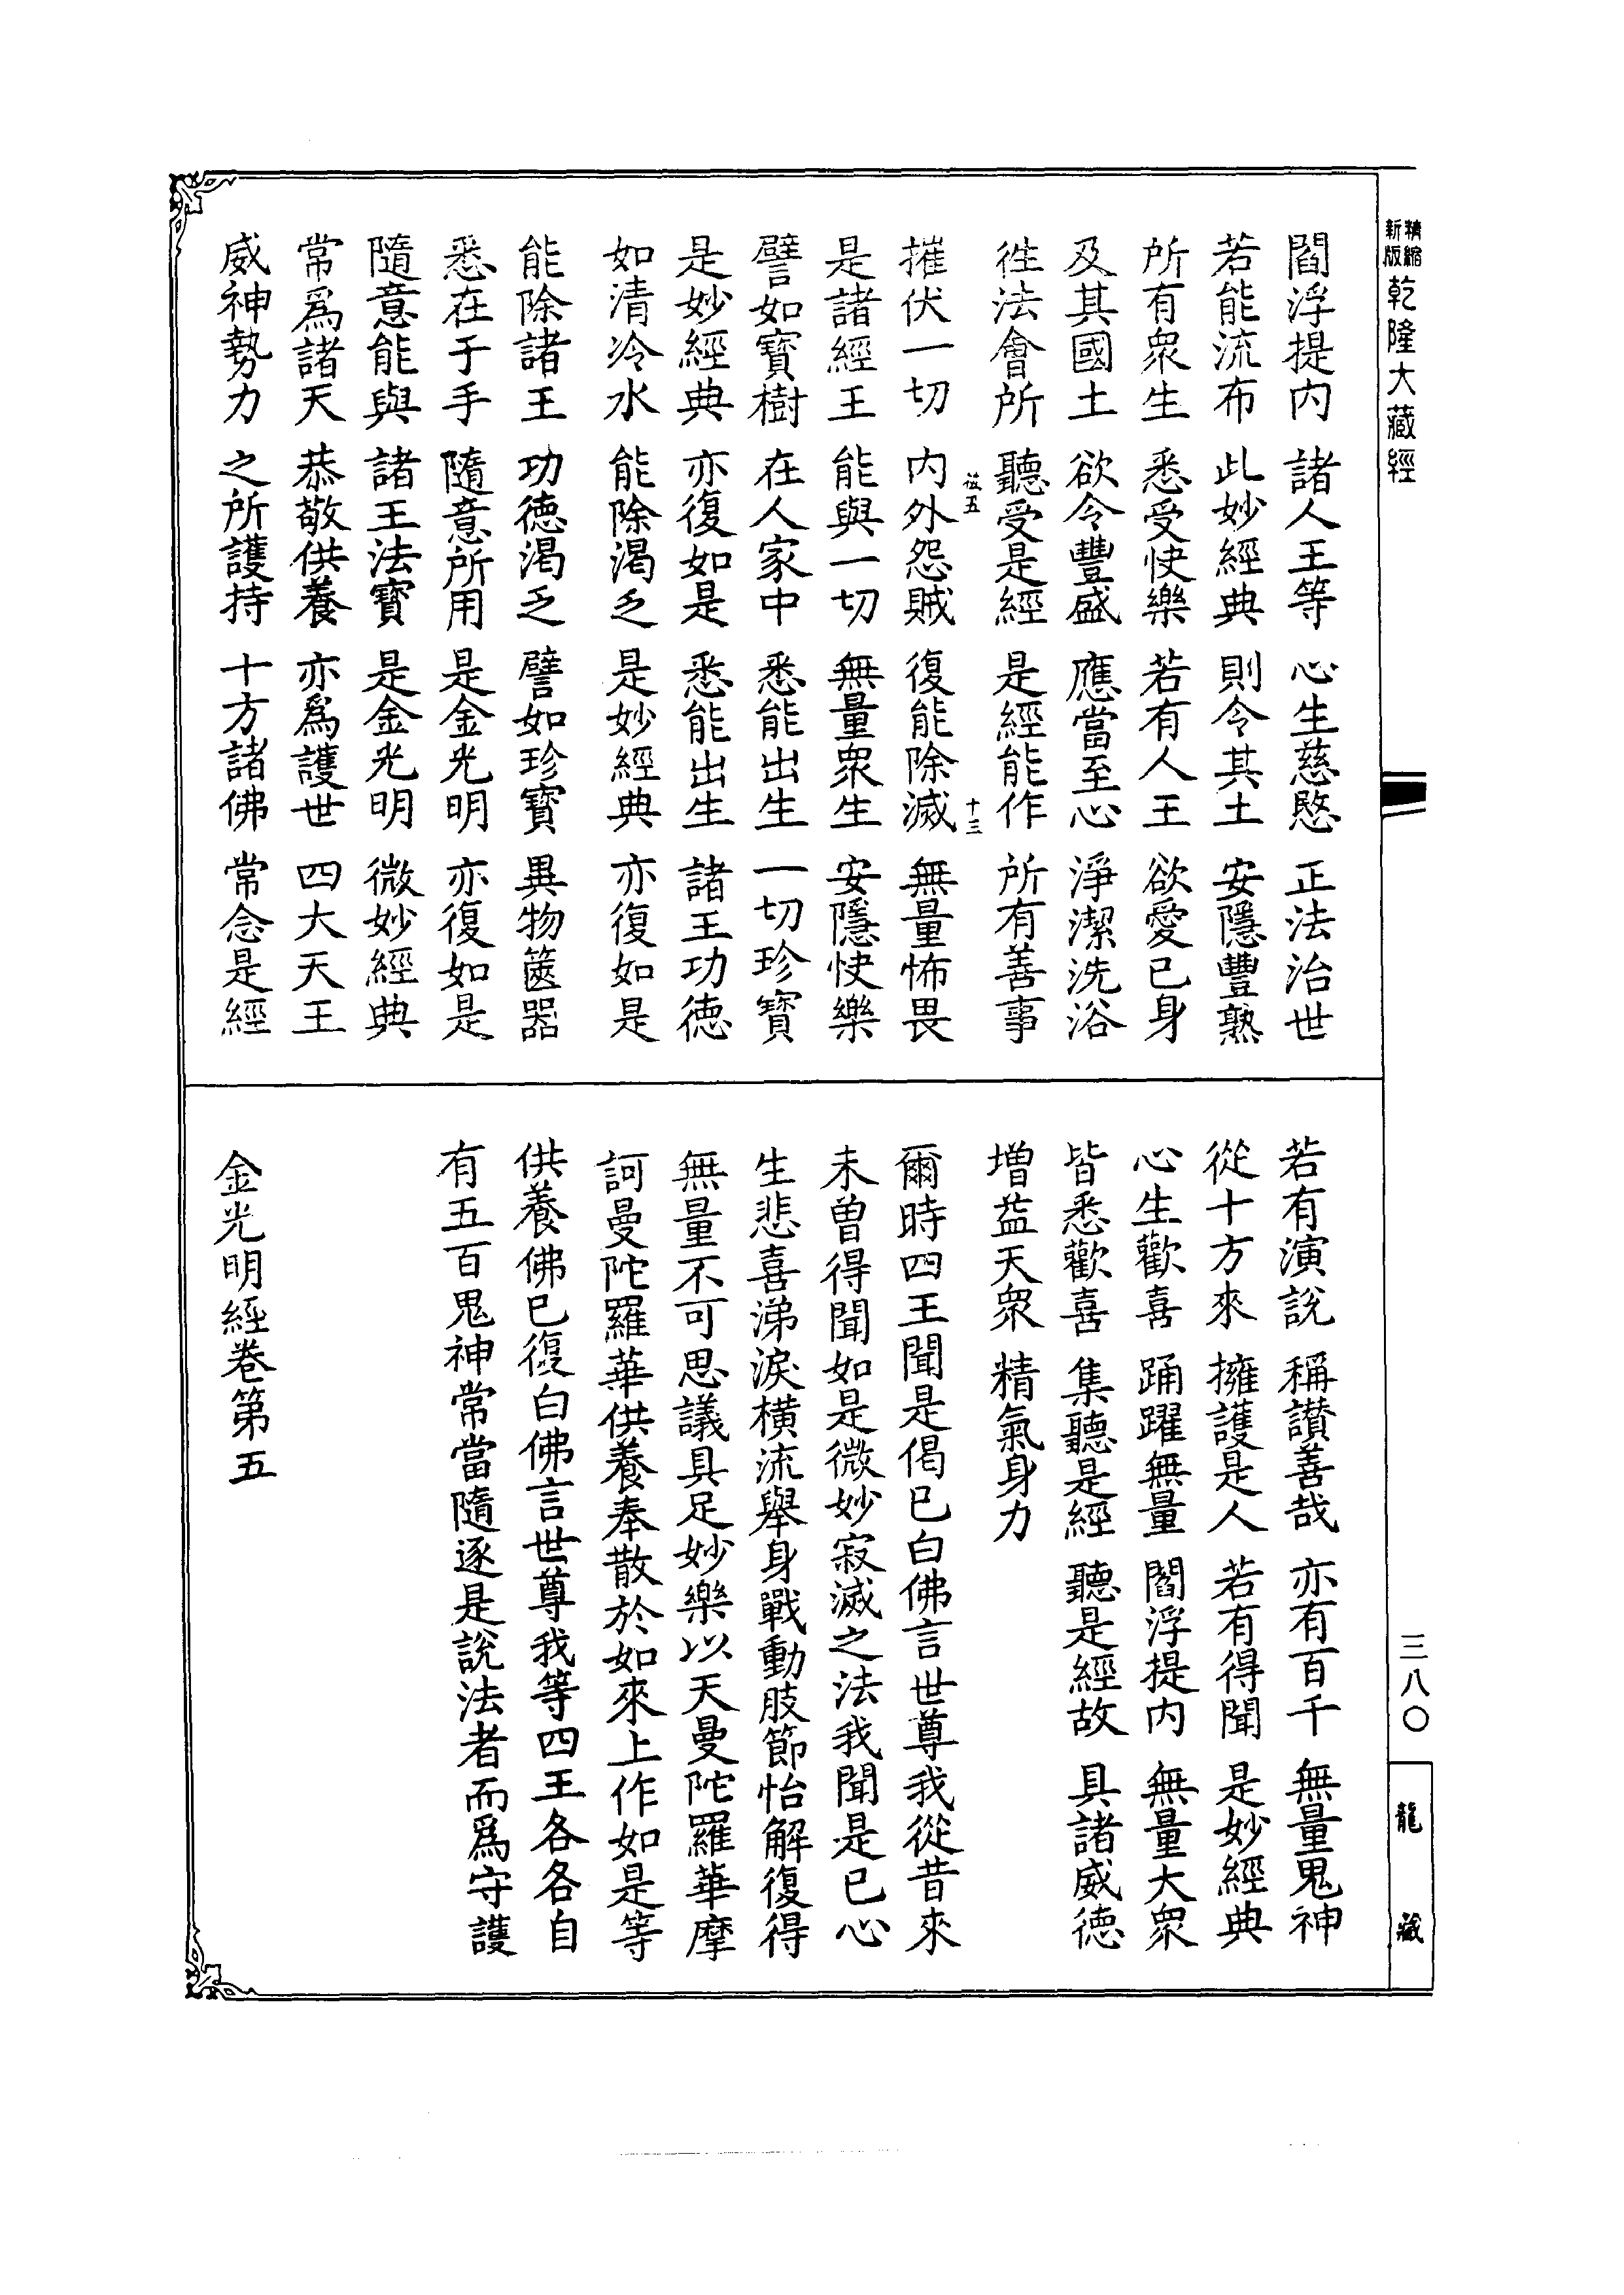 精縮新版乾隆大藏經
閻浮提内 諸人王等 心生慈愍 正法治世
若能流布 此妙經典 則令其土 安隱豐熟
所有衆生 悉受快樂 若有人王 欲愛已身
及其國土 欲令豐盛 應當至心 淨潔洗浴
徃法會所 聽受是經 是經能作 所有善事
十三
摧伏一切 内外怨賊 復能除滅 無量怖畏
是諸經王 能與一切 無量衆生 安隱快樂
譬如寶樹 在人家中 悉能出生 一切珍寶
是妙經典 亦復如是 悉能出生 諸王功徳
如清冷水 能除渴乏 是妙經典 亦復如是
能除諸王 功徳渴乏 譬如珍寶 異物篋器
悉在于手 隨意所用 是金光明 亦復如是
隨意能與 諸王法寶 是金光明 微妙經典
常爲諸天 恭敬供養 亦爲護世 四大天王
威神勢力 之所護持 十方諸佛 常念是經
若有演說 稱讃善哉 亦有百千 無量鬼神
從十方來 擁護是人 若有得聞 是妙經典
心生歡喜 踊躍無量 閻浮提内 無量大衆
皆悉歡喜 集聽是經 聽是經故 具諸威徳
增益天衆 精氣身力
爾時四王聞是偈已白佛言世尊我從昔來
未曽得聞如是微妙寂滅之法我聞是已心
生悲喜涕淚橫流舉身戰動肢節怡解復得
無量不可思議具足妙樂以天曼陀羅華摩
訶曼陀羅華供養奉散於如來上作如是等
供養佛已復白佛言世尊我等四王各各自
有五百鬼神常當隨逐是說法者而爲守護
金光明經卷第五
三八〇
龍藏